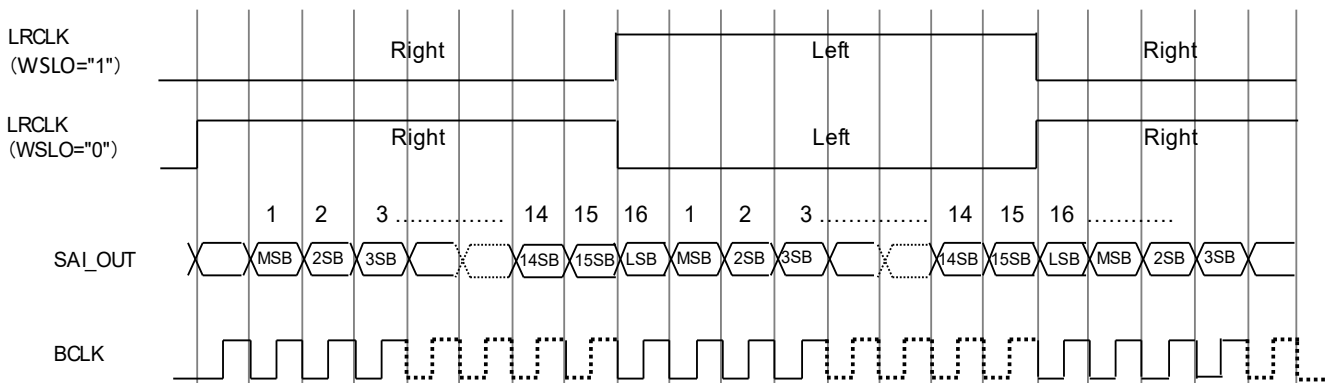 LRCLK
(WSLO="1")
Right Left Right
LRCLK
(WSLO="0")
Right Left Right
1 2 3 ............... 14 15 16 1 2 3 ............... 14 15 16 ............
SAI_OUT
MSB 2SB 3SB 14SB 15SB LSB MSB 2SB 3SB 14SB 15SB LSB MSB 2SB 3SB
BCLK